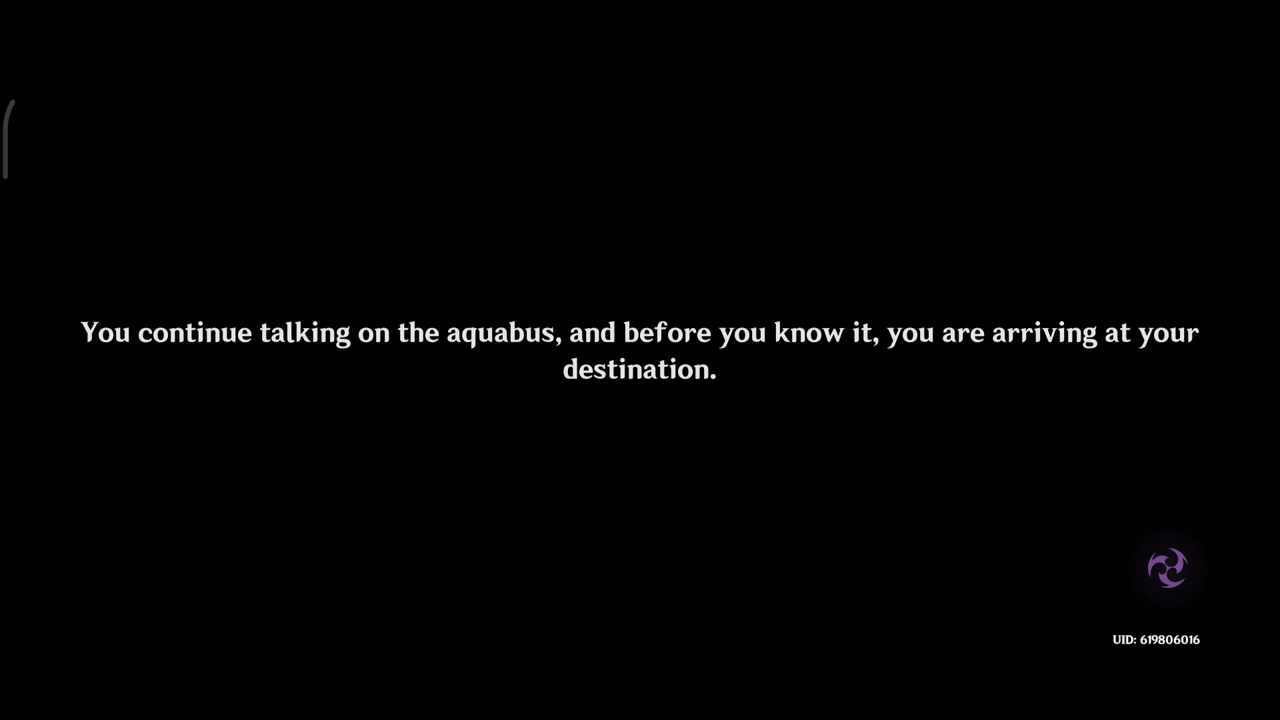 You continue talking on the aquabus, and before you know it, you are arriving at your
destination.
UID: 619806016